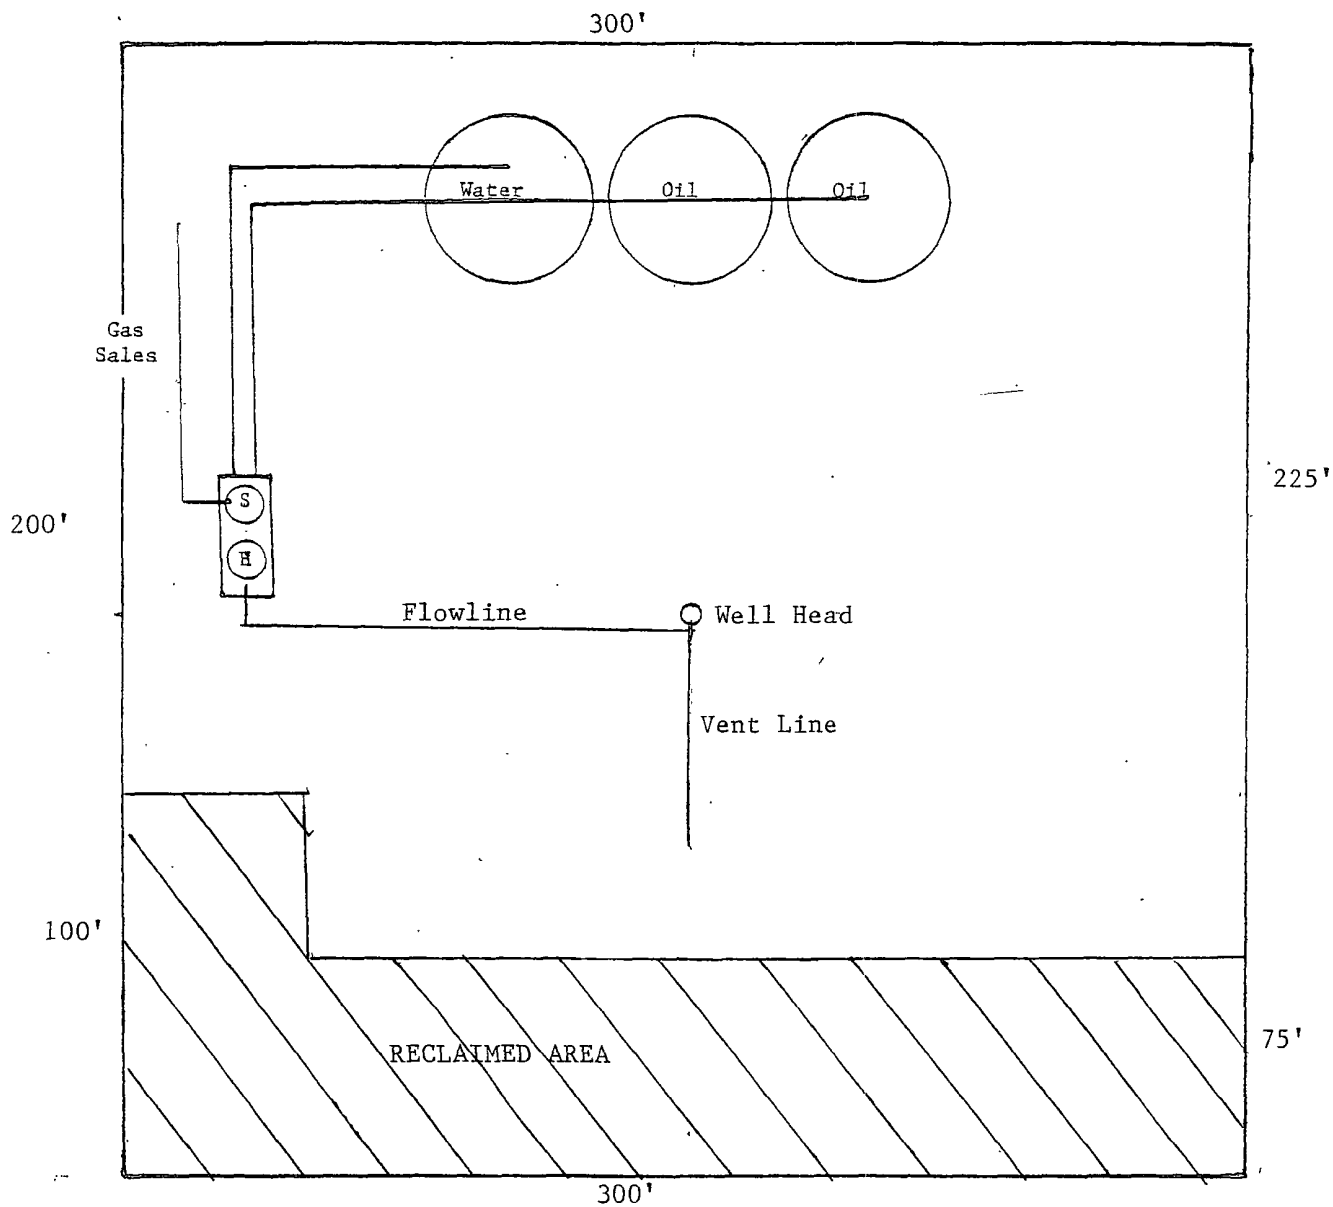 300'
Water
Oil
Oil
Gas
Sales
S
225'
200'
H
Flowline
Well Head
Vent Line
100'
RECLAIMED AREA
75'
300'